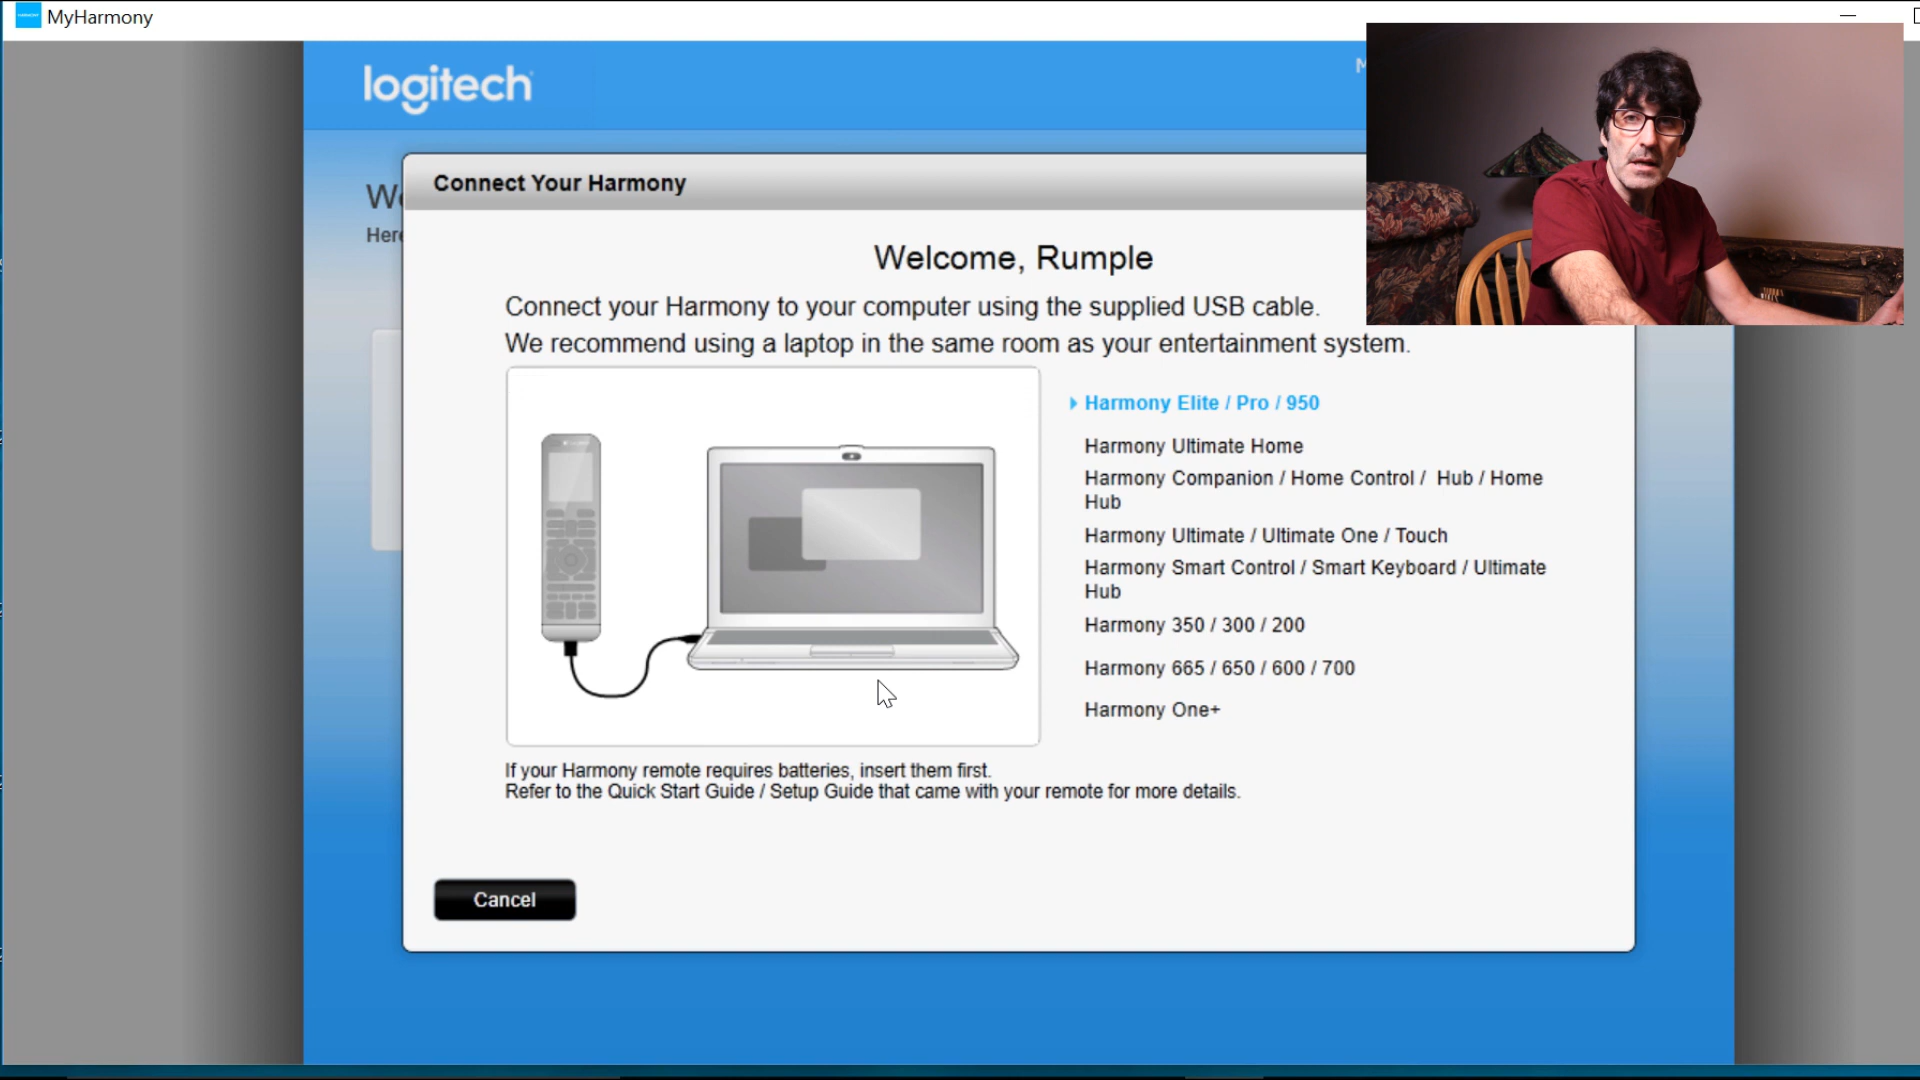 MyHarmony
logitech
Connect Your Harmony
Welcome, Rumple
Connect your Harmony to your computer using the supplied USB cable.
We recommend using a laptop in the same room as your entertainment system.
Harmony Elite / Pro / 950
Harmony Ultimate Home
Harmony Companion / Home Control / Hub / Home
Hub
Harmony Ultimate / Ultimate One / Touch
Harmony Smart Control / Smart Keyboard / Ultimate
Hub
Harmony 350 / 300 / 200
Harmony 665 / 650 / 600 / 700
Harmony One+
If your Harmony remote requires batteries, insert them first.
Refer to the Quick Start Guide / Setup Guide that came with your remote for more details.
Cancel